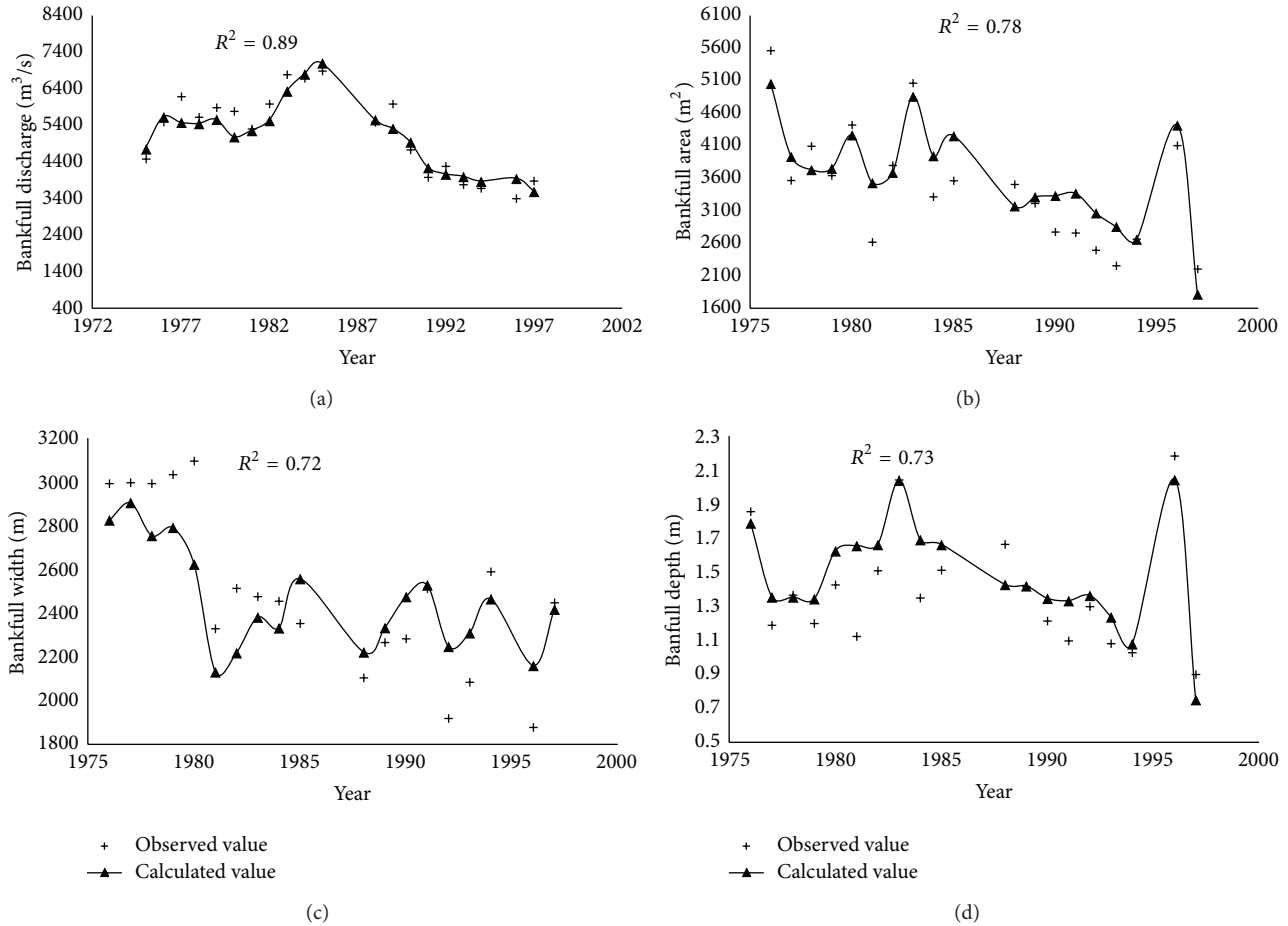 8400
7400
6400
5400
4400
3400
2400
1400
400
Bankfull discharge (m³/s)
R² = 0.89
1972 1977 1982 1987 1992 1997 2002
Year
(a)
6100
5600
5100
4600
4100
3600
3100
2600
2100
1600
Bankfull area (m²)
R² = 0.78
1975 1980 1985 1990 1995 2000
Year
(b)
3200
3000
2800
2600
2400
2200
2000
1800
Bankfull width (m)
R² = 0.72
1975 1980 1985 1990 1995 2000
Year
Observed value
Calculated value
(c)
2.3
2.1
1.9
1.7
1.5
1.3
1.1
0.9
0.7
0.5
Banfull depth (m)
R² = 0.73
1975 1980 1985 1990 1995 2000
Year
Observed value
Calculated value
(d)